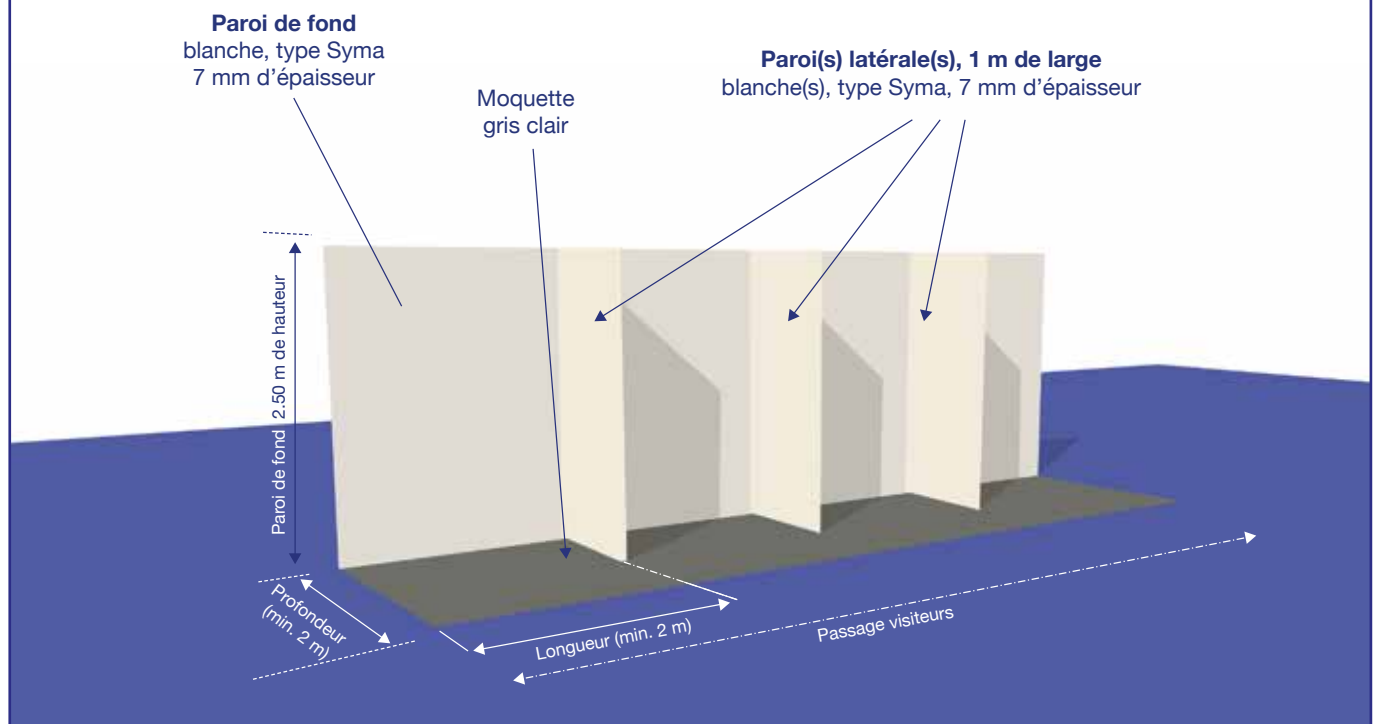 Paroi de fond
blanche, type Syma
7 mm d'épaisseur
Moquette
gris clair
Paroi(s) latérale(s), 1 m de large
blanche(s), type Syma, 7 mm d'épaisseur
Paroi de fond 2.50 m de hauteur
Profondeur
(min. 2 m)
Longueur (min. 2 m)
Passage visiteurs